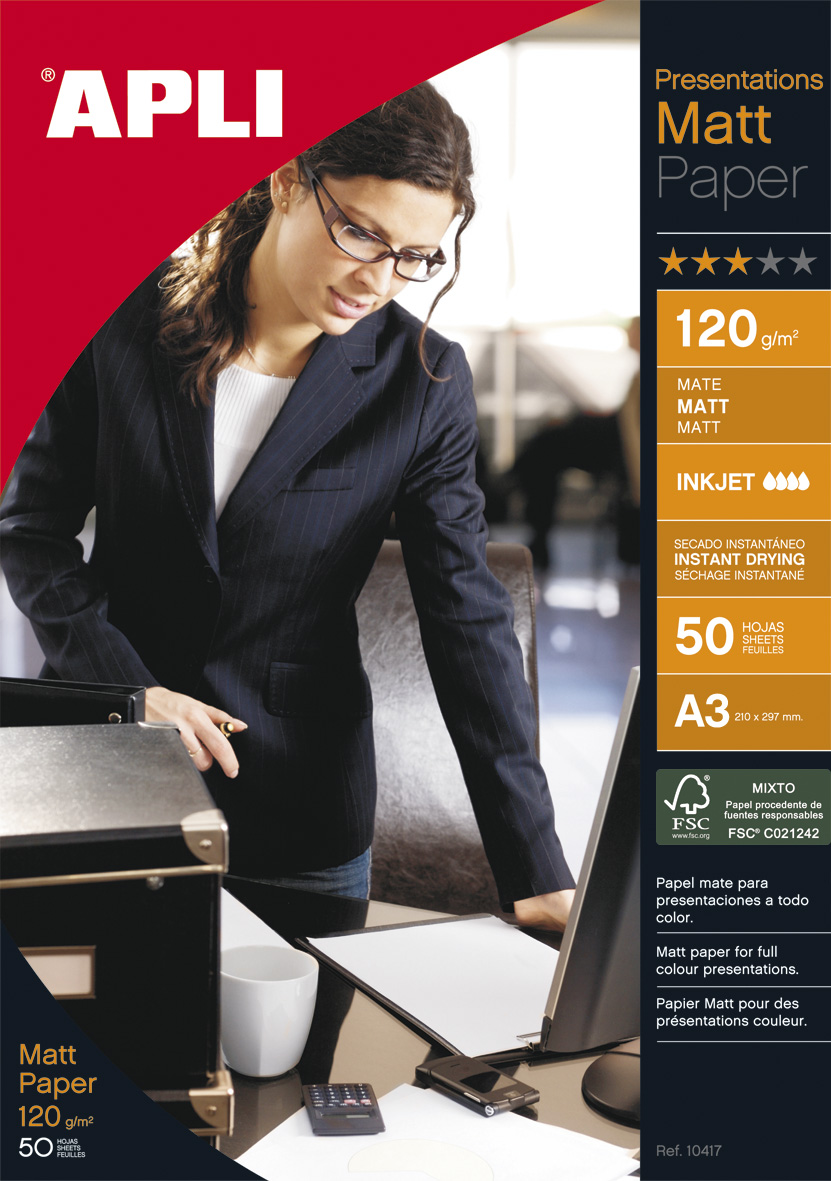 ®APLI
Presentations
Matt
Paper
120 g/m²
MATE
MATT
MATT
INKJET
SECADO INSTANTÁNEO
INSTANT DRYING
SÉCHAGE INSTANTANÉ
50 HOJAS
SHEETS
FEUILLES
A3 210 x 297 mm.
FSC®
www.fsc.org
MIXTO
Papel procedente de
fuentes responsables
FSC® C021242
Papel mate para
presentaciones a todo
color.
Matt paper for full
colour presentations.
Papier Matt pour des
présentations couleur.
Ref. 10417
Matt
Paper
120 g/m²
50 HOJAS
SHEETS
FEUILLES